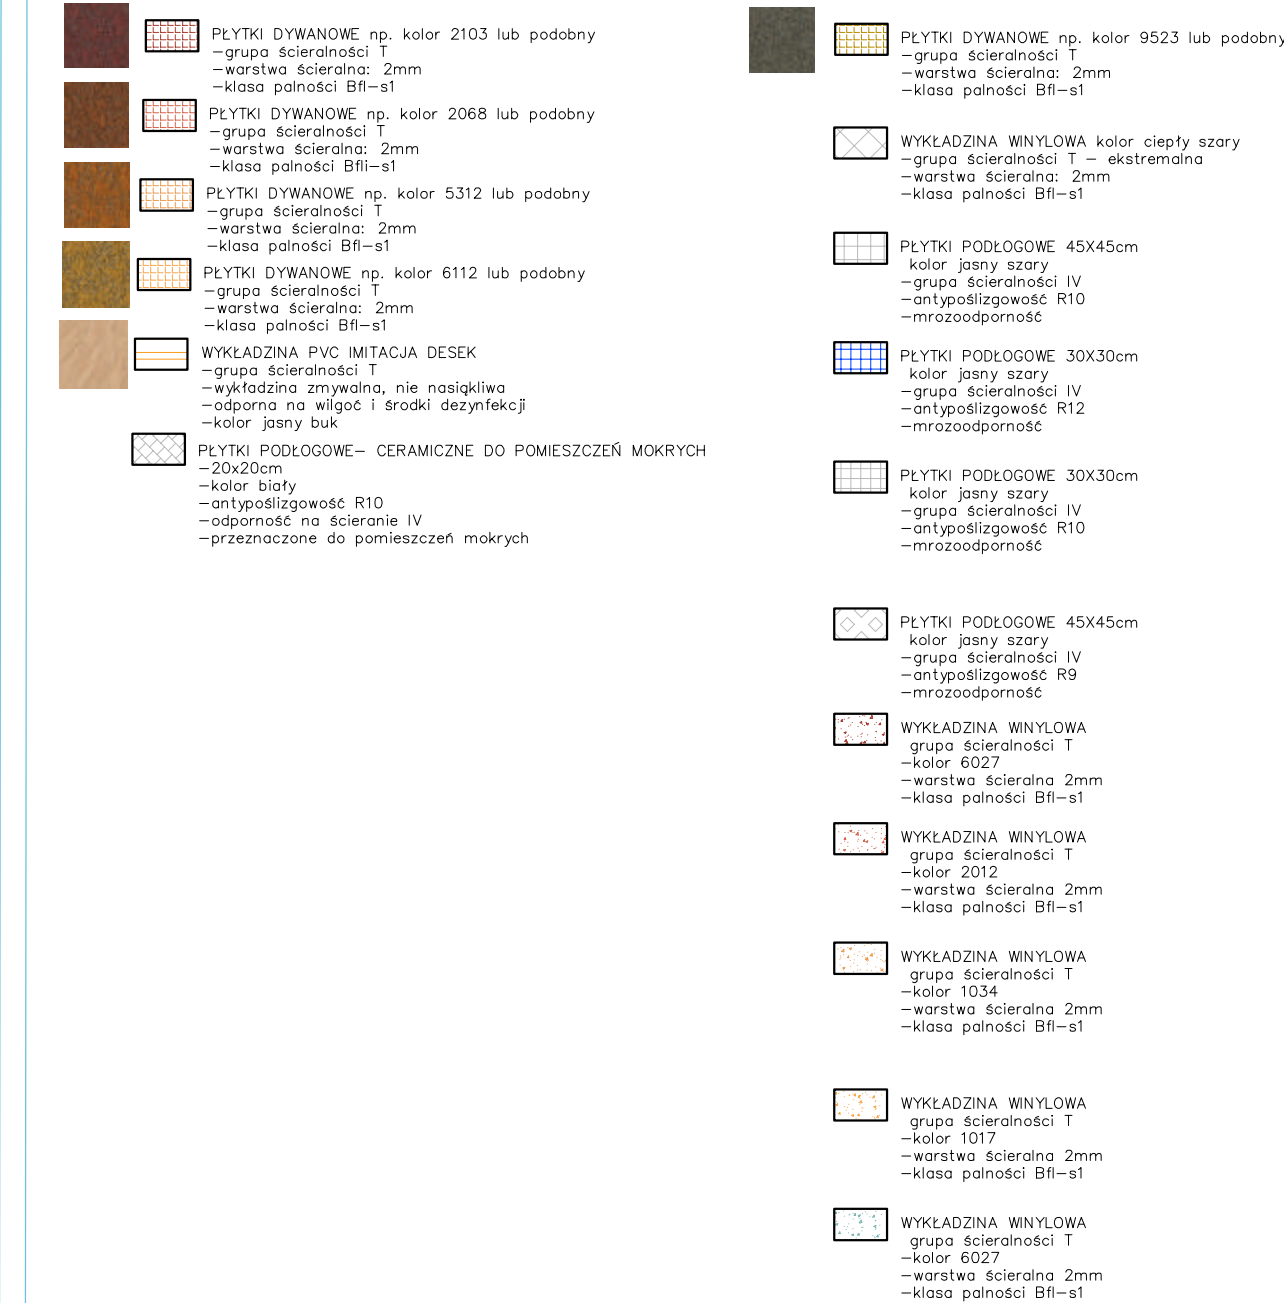 PŁYTKI DYWANOWE np. kolor 2103 lub podobny
-grupa ścieralności T
-warstwa ścieralna: 2mm
-klasa palności Bfl-s1
PŁYTKI DYWANOWE np. kolor 2068 lub podobny
-grupa ścieralności T
-warstwa ścieralna: 2mm
-klasa palności Bfli-s1
PŁYTKI DYWANOWE np. kolor 5312 lub podobny
-grupa ścieralności T
-warstwa ścieralna: 2mm
-klasa palności Bfl-s1
PŁYTKI DYWANOWE np. kolor 6112 lub podobny
-grupa ścieralności T
-warstwa ścieralna: 2mm
-klasa palności Bfl-s1
WYKŁADZINA PVC IMITACJA DESEK
-grupa ścieralności T
-wykładzina zmywalna, nie nasiąkliwa
-odporna na wilgoć i środki dezynfekcji
-kolor jasny buk
PŁYTKI PODŁOGOWE- CERAMICZNE DO POMIESZCZEŃ MOKRYCH
-20x20cm
-kolor biały
-antypoślizgowość R10
-odporność na ścieranie IV
-przeznaczone do pomieszczeń mokrych
PŁYTKI DYWANOWE np. kolor 9523 lub podobny
-grupa ścieralności T
-warstwa ścieralna: 2mm
-klasa palności Bfl-s1
WYKŁADZINA WINYLOWA kolor ciepły szary
-grupa ścieralności T - ekstremalna
-warstwa ścieralna: 2mm
-klasa palności Bfl-s1
PŁYTKI PODŁOGOWE 45X45cm
kolor jasny szary
-grupa ścieralności IV
-antypoślizgowość R10
-mrozoodporność
PŁYTKI PODŁOGOWE 30X30cm
kolor jasny szary
-grupa ścieralności IV
-antypoślizgowość R12
-mrozoodporność
PŁYTKI PODŁOGOWE 30X30cm
kolor jasny szary
-grupa ścieralności IV
-antypoślizgowość R10
-mrozoodporność
PŁYTKI PODŁOGOWE 45X45cm
kolor jasny szary
-grupa ścieralności IV
-antypoślizgowość R9
-mrozoodporność
WYKŁADZINA WINYLOWA
grupa ścieralności T
-kolor 6027
-warstwa ścieralna 2mm
-klasa palności Bfl-s1
WYKŁADZINA WINYLOWA
grupa ścieralności T
-kolor 2012
-warstwa ścieralna 2mm
-klasa palności Bfl-s1
WYKŁADZINA WINYLOWA
grupa ścieralności T
-kolor 1034
-warstwa ścieralna 2mm
-klasa palności Bfl-s1
WYKŁADZINA WINYLOWA
grupa ścieralności T
-kolor 1017
-warstwa ścieralna 2mm
-klasa palności Bfl-s1
WYKŁADZINA WINYLOWA
grupa ścieralności T
-kolor 6027
-warstwa ścieralna 2mm
-klasa palności Bfl-s1